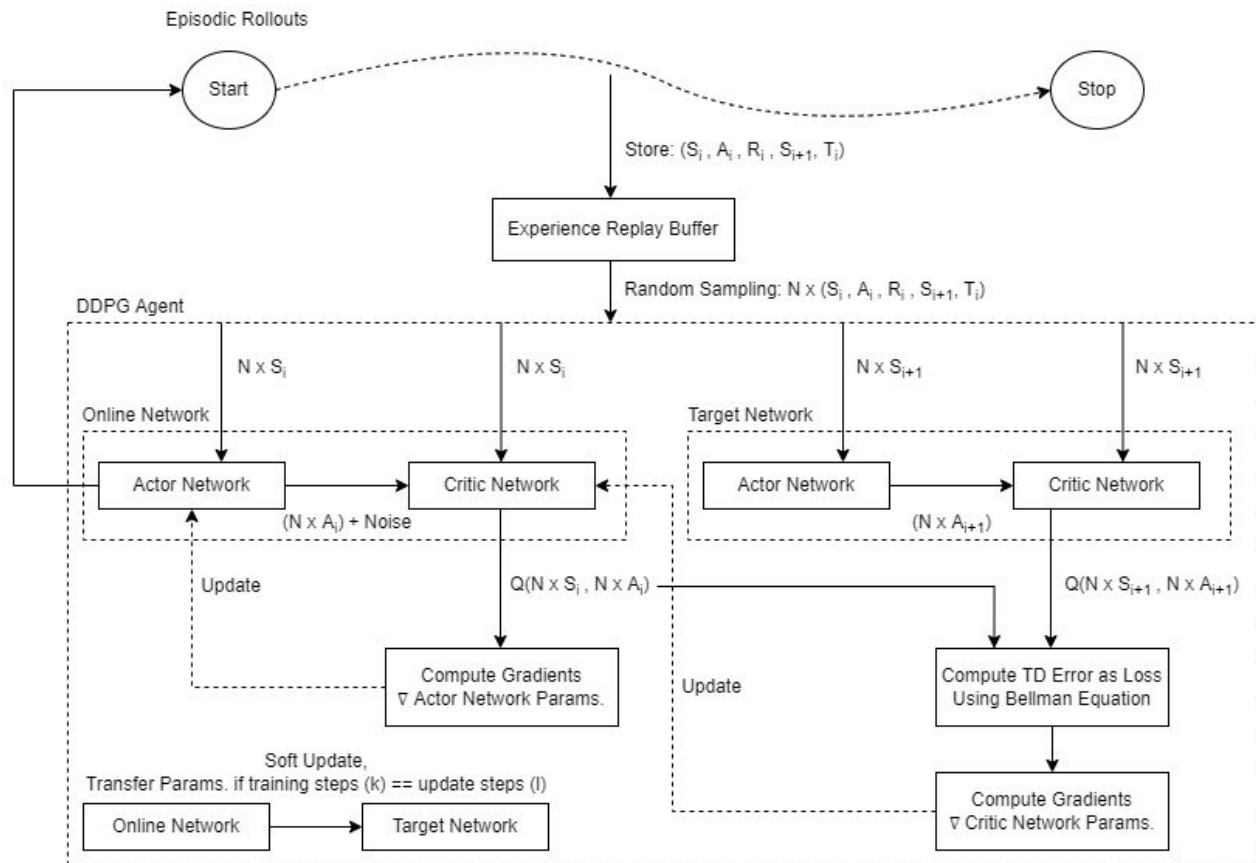 Episodic Rollouts
Start
Stop
Store: (Sᵢ , Aᵢ , Rᵢ , Sᵢ₊₁, Tᵢ)
Experience Replay Buffer
Random Sampling: N x (Sᵢ , Aᵢ , Rᵢ , Sᵢ₊₁, Tᵢ)
DDPG Agent
N x Sᵢ
N x Sᵢ
N x Sᵢ₊₁
N x Sᵢ₊₁
Online Network
Target Network
Actor Network
Critic Network
Actor Network
Critic Network
(N x Aᵢ) + Noise
(N x Aᵢ₊₁)
Update
Q(N x Sᵢ , N x Aᵢ)
Q(N x Sᵢ₊₁ , N x Aᵢ₊₁)
Compute Gradients
∇ Actor Network Params.
Update
Compute TD Error as Loss
Using Bellman Equation
Soft Update,
Transfer Params. if training steps (k) == update steps (l)
Online Network
Target Network
Compute Gradients
∇ Critic Network Params.